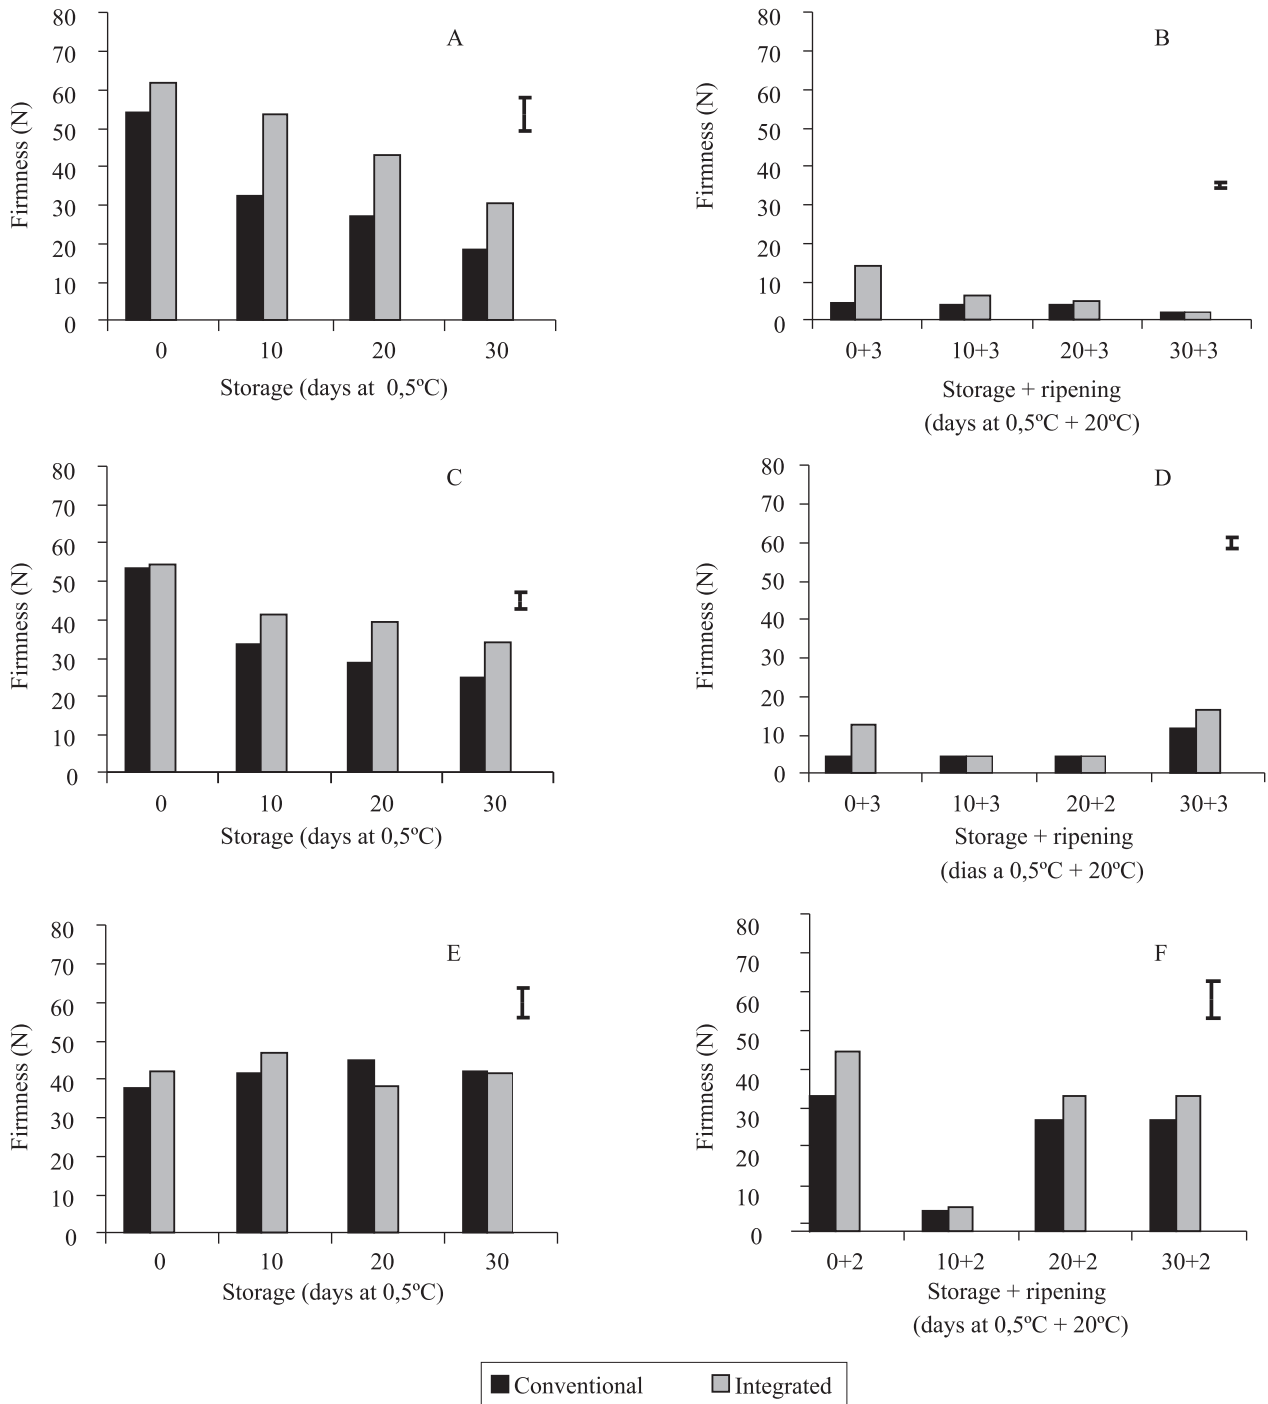 A
Firmness (N)
80
70
60
50
40
30
20
10
0
0 10 20 30
Storage (days at 0,5ºC)
B
Firmness (N)
80
70
60
50
40
30
20
10
0
0+3 10+3 20+3 30+3
Storage + ripening
(days at 0,5ºC + 20ºC)
C
Firmness (N)
80
70
60
50
40
30
20
10
0
0 10 20 30
Storage (days at 0,5ºC)
D
Firmness (N)
80
70
60
50
40
30
20
10
0
0+3 10+3 20+2 30+3
Storage + ripening
(dias a 0,5ºC + 20ºC)
E
Firmness (N)
80
70
60
50
40
30
20
10
0
0 10 20 30
Storage (days at 0,5ºC)
F
Firmness (N)
80
70
60
50
40
30
20
10
0
0+2 10+2 20+2 30+2
Storage + ripening
(days at 0,5ºC + 20ºC)
Conventional Integrated